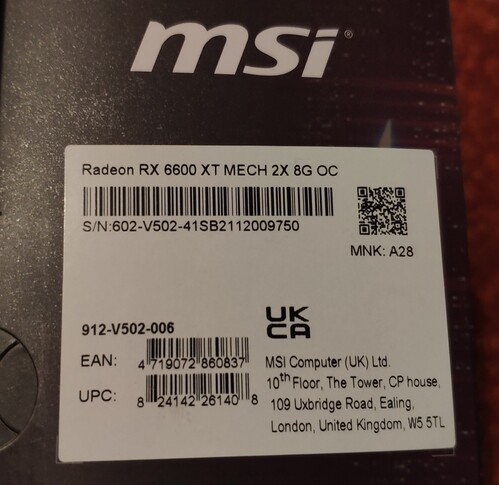 msi®
Radeon RX 6600 XT MECH 2X 8G OC
S/N:602-V502-41SB2112009750
MNK: A28
912-V502-006
UK
CA
EAN: 4 719072 860837
UPC: 8 24142 26140 8
MSI Computer (UK) Ltd.
10th Floor, The Tower, CP house,
109 Uxbridge Road, Ealing,
London, United Kingdom, W5 5TL